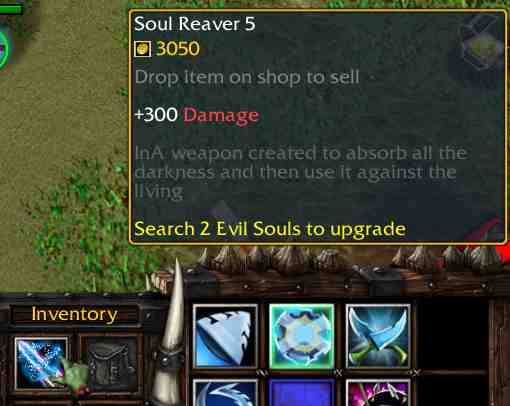 Soul Reaver 5
3050
Drop item on shop to sell
+300 Damage
InA weapon created to absorb all the
darkness and then use it against the
lIving
Search 2 Evil Souls to upgrade
Inventory